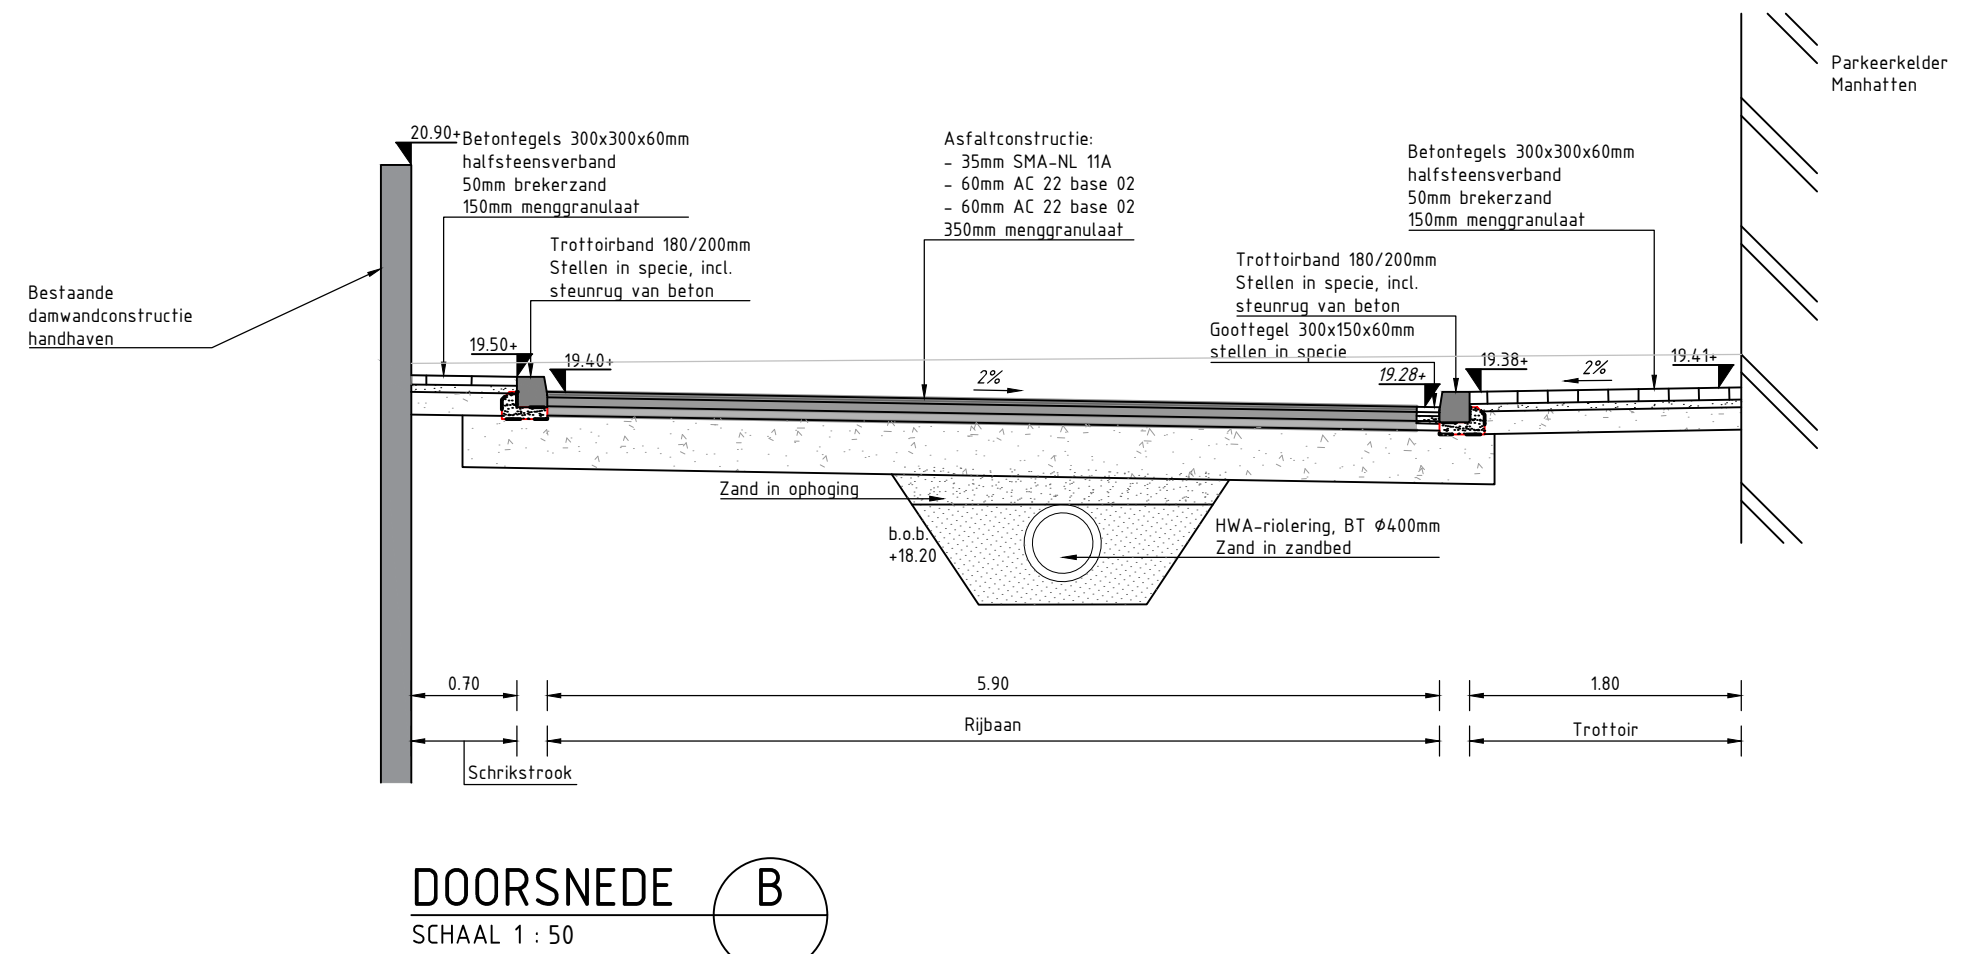 Parkeerkelder
Manhatten
20.90+
Betontegels 300x300x60mm
halfsteensverband
50mm brekerzand
150mm menggranulaat
Asfaltconstructie:
- 35mm SMA-NL 11A
- 60mm AC 22 base 02
- 60mm AC 22 base 02
350mm menggranulaat
Betontegels 300x300x60mm
halfsteensverband
50mm brekerzand
150mm menggranulaat
Trottoirband 180/200mm
Stellen in specie, incl.
steunrug van beton
Trottoirband 180/200mm
Stellen in specie, incl.
steunrug van beton
Bestaande
damwandconstructie
handhaven
Goottegel 300x150x60mm
stellen in specie
19.50+
19.40+
2%
19.28+
19.38+
2%
19.41+
Zand in ophoging
b.o.b.
+18.20
HWA-riolering, BT Ø400mm
Zand in zandbed
0.70
5.90
1.80
Rijbaan
Trottoir
Schrikstrook
DOORSNEDE B
SCHAAL 1 : 50